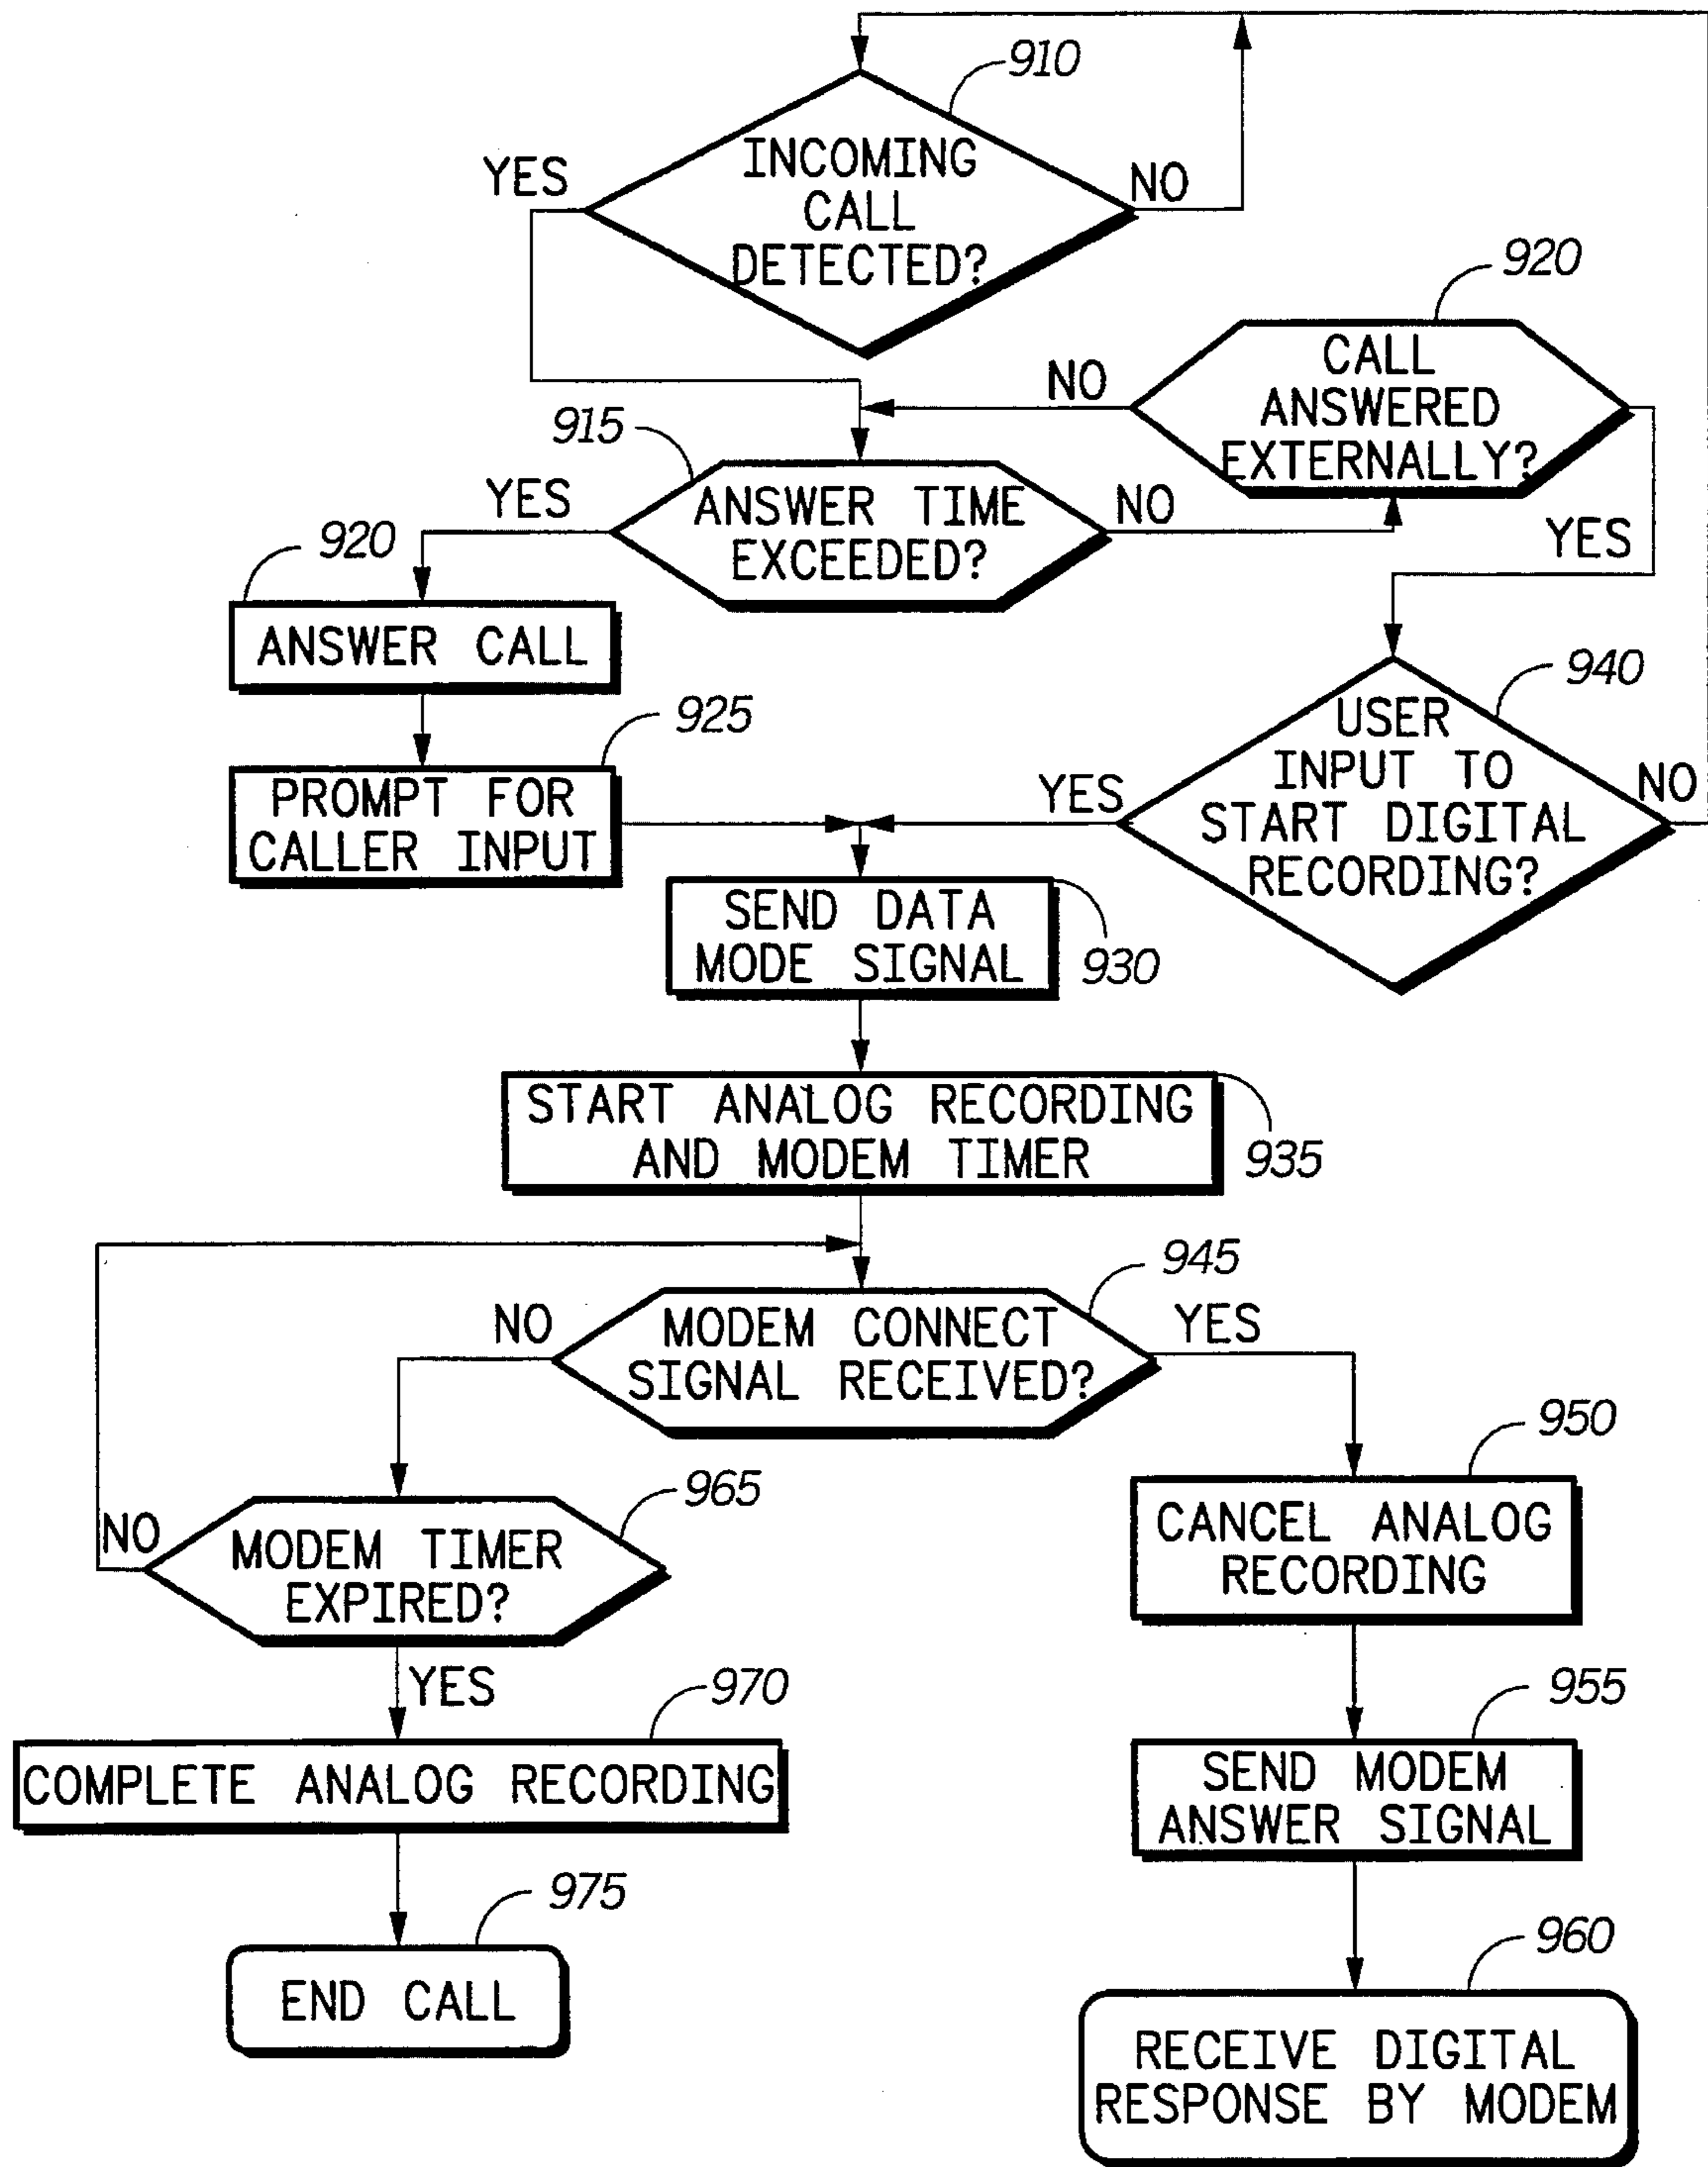 910
INCOMING
CALL
DETECTED?
YES
NO
920
CALL
ANSWERED
EXTERNALLY?
NO
YES
915
ANSWER TIME
EXCEEDED?
YES
NO
920
ANSWER CALL
925
PROMPT FOR
CALLER INPUT
940
USER
INPUT TO
START DIGITAL
RECORDING?
YES
NO
SEND DATA
MODE SIGNAL
930
START ANALOG RECORDING
AND MODEM TIMER
935
945
MODEM CONNECT
SIGNAL RECEIVED?
NO
YES
950
CANCEL ANALOG
RECORDING
965
MODEM TIMER
EXPIRED?
NO
YES
970
COMPLETE ANALOG RECORDING
955
SEND MODEM
ANSWER SIGNAL
975
END CALL
960
RECEIVE DIGITAL
RESPONSE BY MODEM